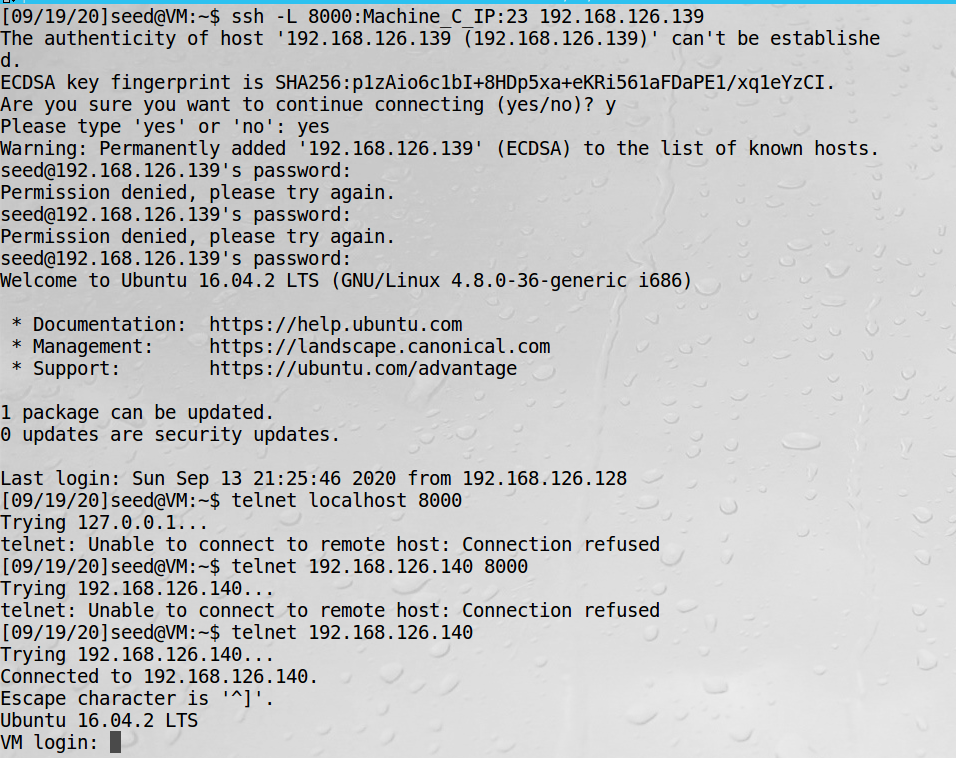 [09/19/20]seed@VM:~$ ssh -L 8000:Machine_C_IP:23 192.168.126.139
The authenticity of host '192.168.126.139 (192.168.126.139)' can't be establishe
d.
ECDSA key fingerprint is SHA256:p1zAio6c1bI+8HDp5xa+eKRi561aFDaPE1/xq1eYzCI.
Are you sure you want to continue connecting (yes/no)? y
Please type 'yes' or 'no': yes
Warning: Permanently added '192.168.126.139' (ECDSA) to the list of known hosts.
seed@192.168.126.139's password:
Permission denied, please try again.
seed@192.168.126.139's password:
Permission denied, please try again.
seed@192.168.126.139's password:
Welcome to Ubuntu 16.04.2 LTS (GNU/Linux 4.8.0-36-generic i686)
* Documentation:  https://help.ubuntu.com
* Management:     https://landscape.canonical.com
* Support:        https://ubuntu.com/advantage
1 package can be updated.
0 updates are security updates.
Last login: Sun Sep 13 21:25:46 2020 from 192.168.126.128
[09/19/20]seed@VM:~$ telnet localhost 8000
Trying 127.0.0.1...
telnet: Unable to connect to remote host: Connection refused
[09/19/20]seed@VM:~$ telnet 192.168.126.140 8000
Trying 192.168.126.140...
telnet: Unable to connect to remote host: Connection refused
[09/19/20]seed@VM:~$ telnet 192.168.126.140
Trying 192.168.126.140...
Connected to 192.168.126.140.
Escape character is '^]'.
Ubuntu 16.04.2 LTS
VM login: